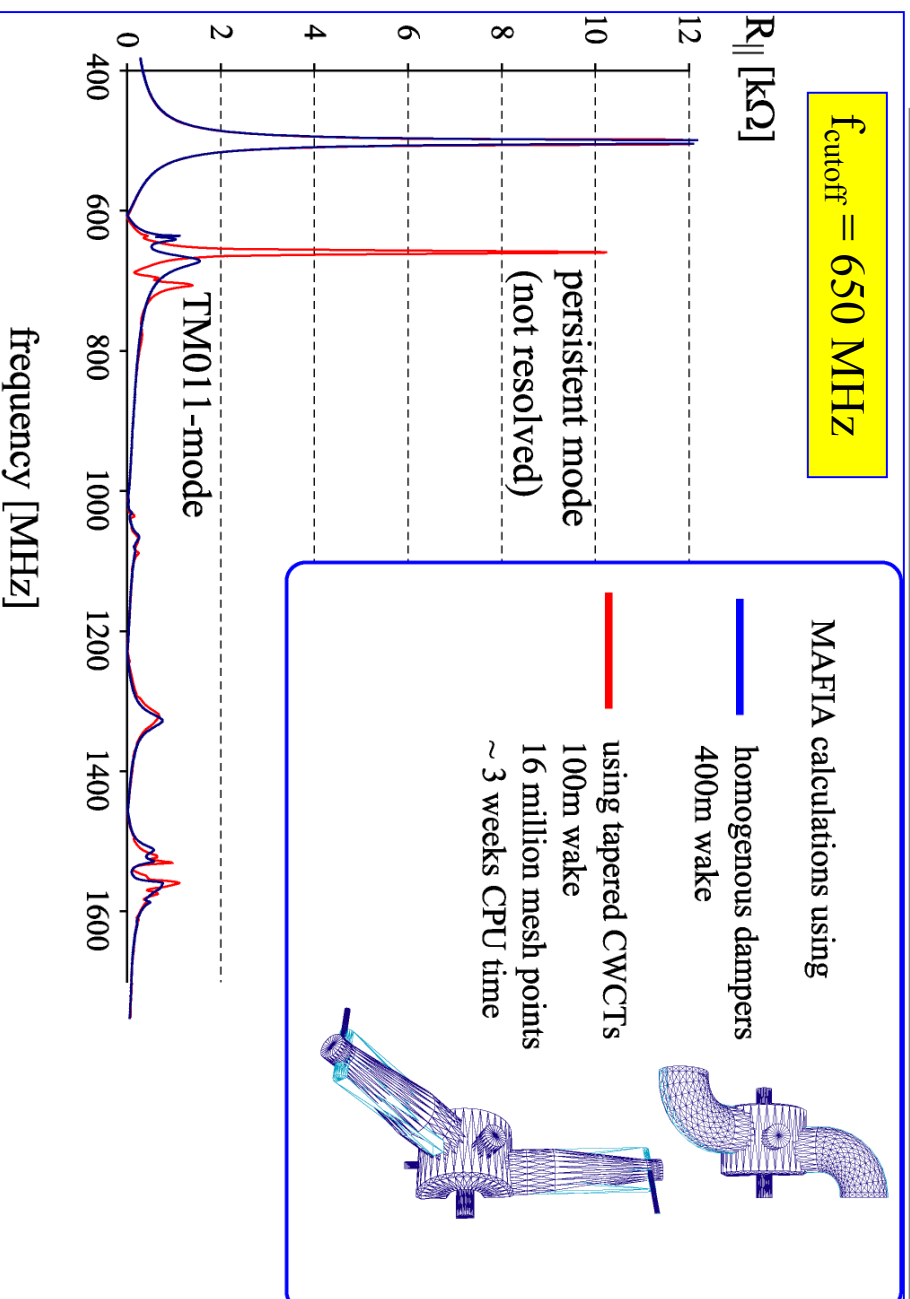 f_cutoff = 650 MHz
R_|| [kΩ]
12
10
8
6
4
2
0
400
600
800
1000
1200
1400
1600
frequency [MHz]
persistent mode
(not resolved)
TM011-mode
MAFIA calculations using
homogenous dampers
400m wake
using tapered CWCTs
100m wake
16 million mesh points
~ 3 weeks CPU time